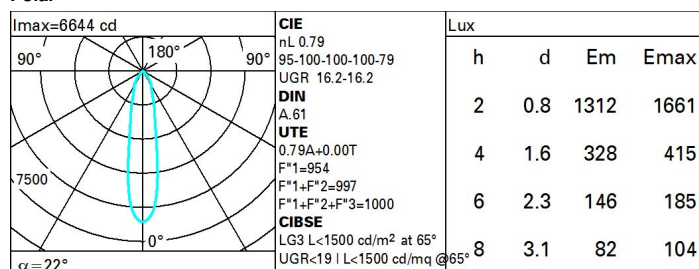 Imax=6644 cd
90°
180°
90°
7500
0°
α=22°
CIE
nL 0.79
95-100-100-100-79
UGR 16.2-16.2
DIN
A.61
UTE
0.79A+0.00T
F"1=954
F"1+F"2=997
F"1+F"2+F"3=1000
CIBSE
LG3 L<1500 cd/m² at 65°
UGR<19 | L<1500 cd/mq @65°
Lux
h d Em Emax
2 0.8 1312 1661
4 1.6 328 415
6 2.3 146 185
8 3.1 82 104